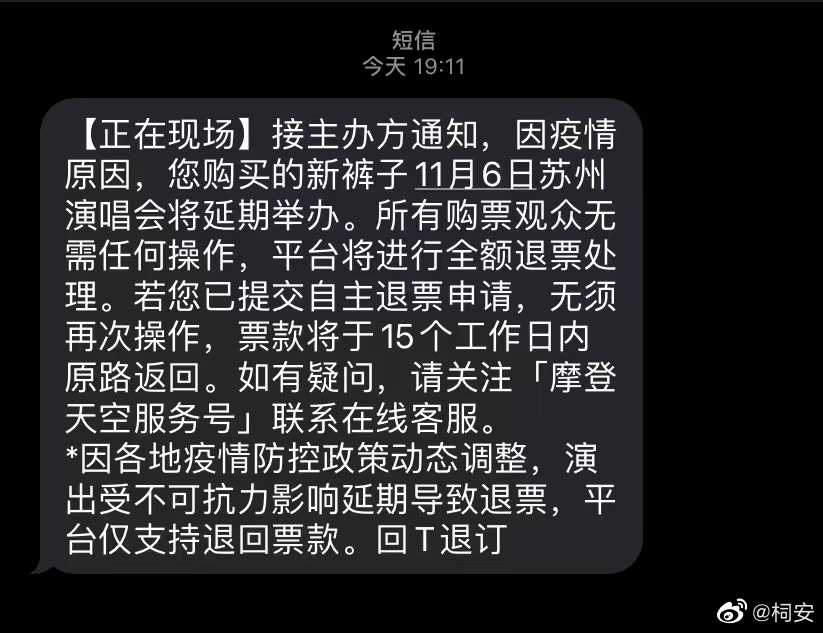 短信
今天 19:11
【正在现场】接主办方通知，因疫情
原因，您购买的新裤子11月6日苏州
演唱会将延期举办。所有购票观众无
需任何操作，平台将进行全额退票处
理。若您已提交自主退票申请，无须
再次操作，票款将于15个工作日内
原路返回。如有疑问，请关注「摩登
天空服务号」联系在线客服。
*因各地疫情防控政策动态调整，演
出受不可抗力影响延期导致退票，平
台仅支持退回票款。回T退订
@柯安